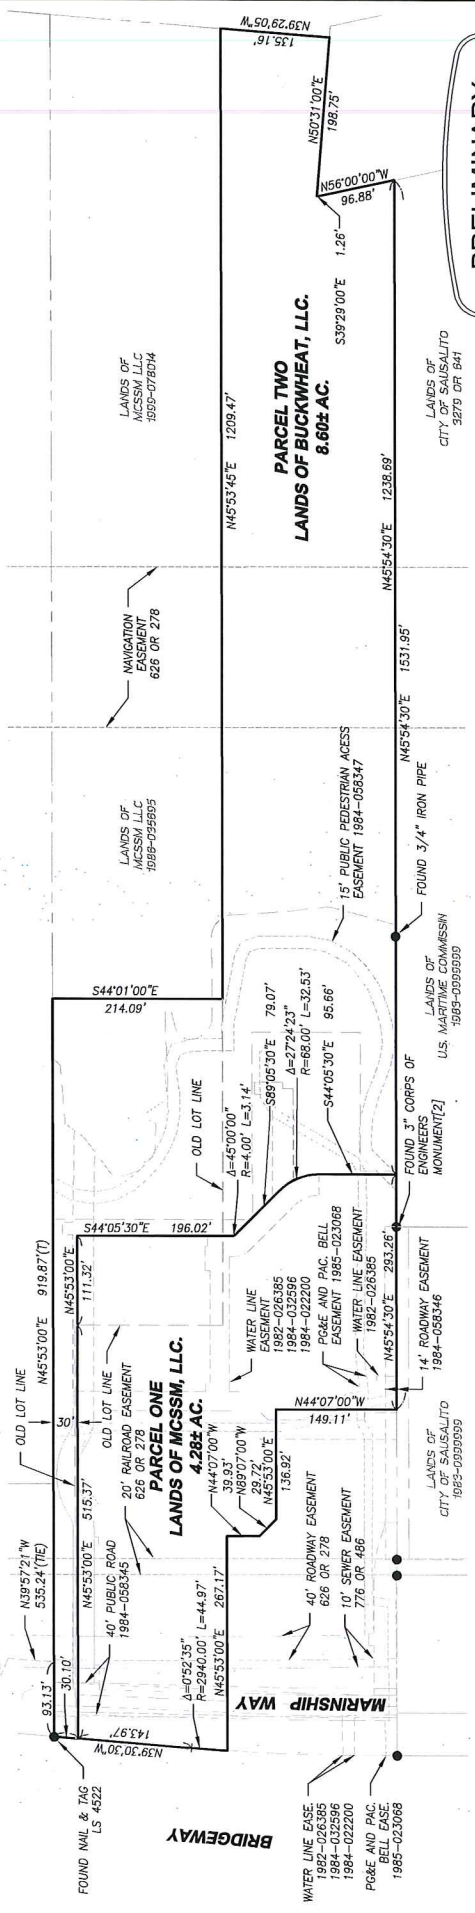 N39°29'05"W
135.16'
N50°31'00"E
198.75'
N56°00'00"W
96.88'
S39°29'00"E 1.26'
LANDS OF
MCSSM LLC
1999-078014
N45°53'45"E 1209.47'
PARCEL TWO
LANDS OF BUCKWHEAT, LLC.
8.60± AC.
LANDS OF
CITY OF SAUSALITO
3279 OR 641
N45°54'30"E 1238.69'
N45°54'30"E 1531.95'
NAVIGATION
EASEMENT
626 OR 278
LANDS OF
MCSSM LLC
1986-035695
15' PUBLIC PEDESTRIAN ACESS
EASEMENT 1984-058347
FOUND 3/4" IRON PIPE
LANDS OF
U.S. MARITIME COMMISSIN
1983-0999999
FOUND 3" CORPS OF
ENGINEERS
MONUMENT[2]
S44°01'00"E
214.09'
OLD LOT LINE
Δ=45°00'00"
R=4.00' L=3.14'
S89°05'30"E 79.07'
Δ=27°24'23"
R=68.00' L=32.53'
S44°05'30"E 95.66'
S44°05'30"E 196.02'
N45°53'00"E 919.87'(T)
N45°53'00"E
111.32'
OLD LOT LINE
30'
OLD LOT LINE
20' RAILROAD EASEMENT
626 OR 278
PARCEL ONE
LANDS OF MCSSM, LLC.
4.28± AC.
WATER LINE
EASEMENT
1982-026385
1984-032596
1984-022200
PG&E AND PAC. BELL
EASEMENT 1985-023068
WATER LINE EASEMENT
1982-026385
N45°54'30"E 293.26'
14' ROADWAY EASEMENT
1984-058346
N44°07'00"W
149.11'
N44°07'00"W
39.93'
N89°07'00"W
29.72'
N45°53'00"E
136.92'
LANDS OF
CITY OF SAUSALITO
1983-0999999
N45°53'00"E 515.37'
40' PUBLIC ROAD
1984-058345
N39°57'21"W
535.24'(TIE)
93.13'
30.10'
Δ=0°52'35"
R=2940.00' L=44.97'
N45°53'00"E 267.17'
40' ROADWAY EASEMENT
626 OR 278
10' SEWER EASEMENT
776 OR 486
MARINSHIP WAY
N39°30'30"W
143.97'
FOUND NAIL & TAG
LS 4522
BRIDGEWAY
WATER LINE EASE.
1982-026385
1984-032596
1984-022200
PG&E AND PAC.
BELL EASE.
1985-023068